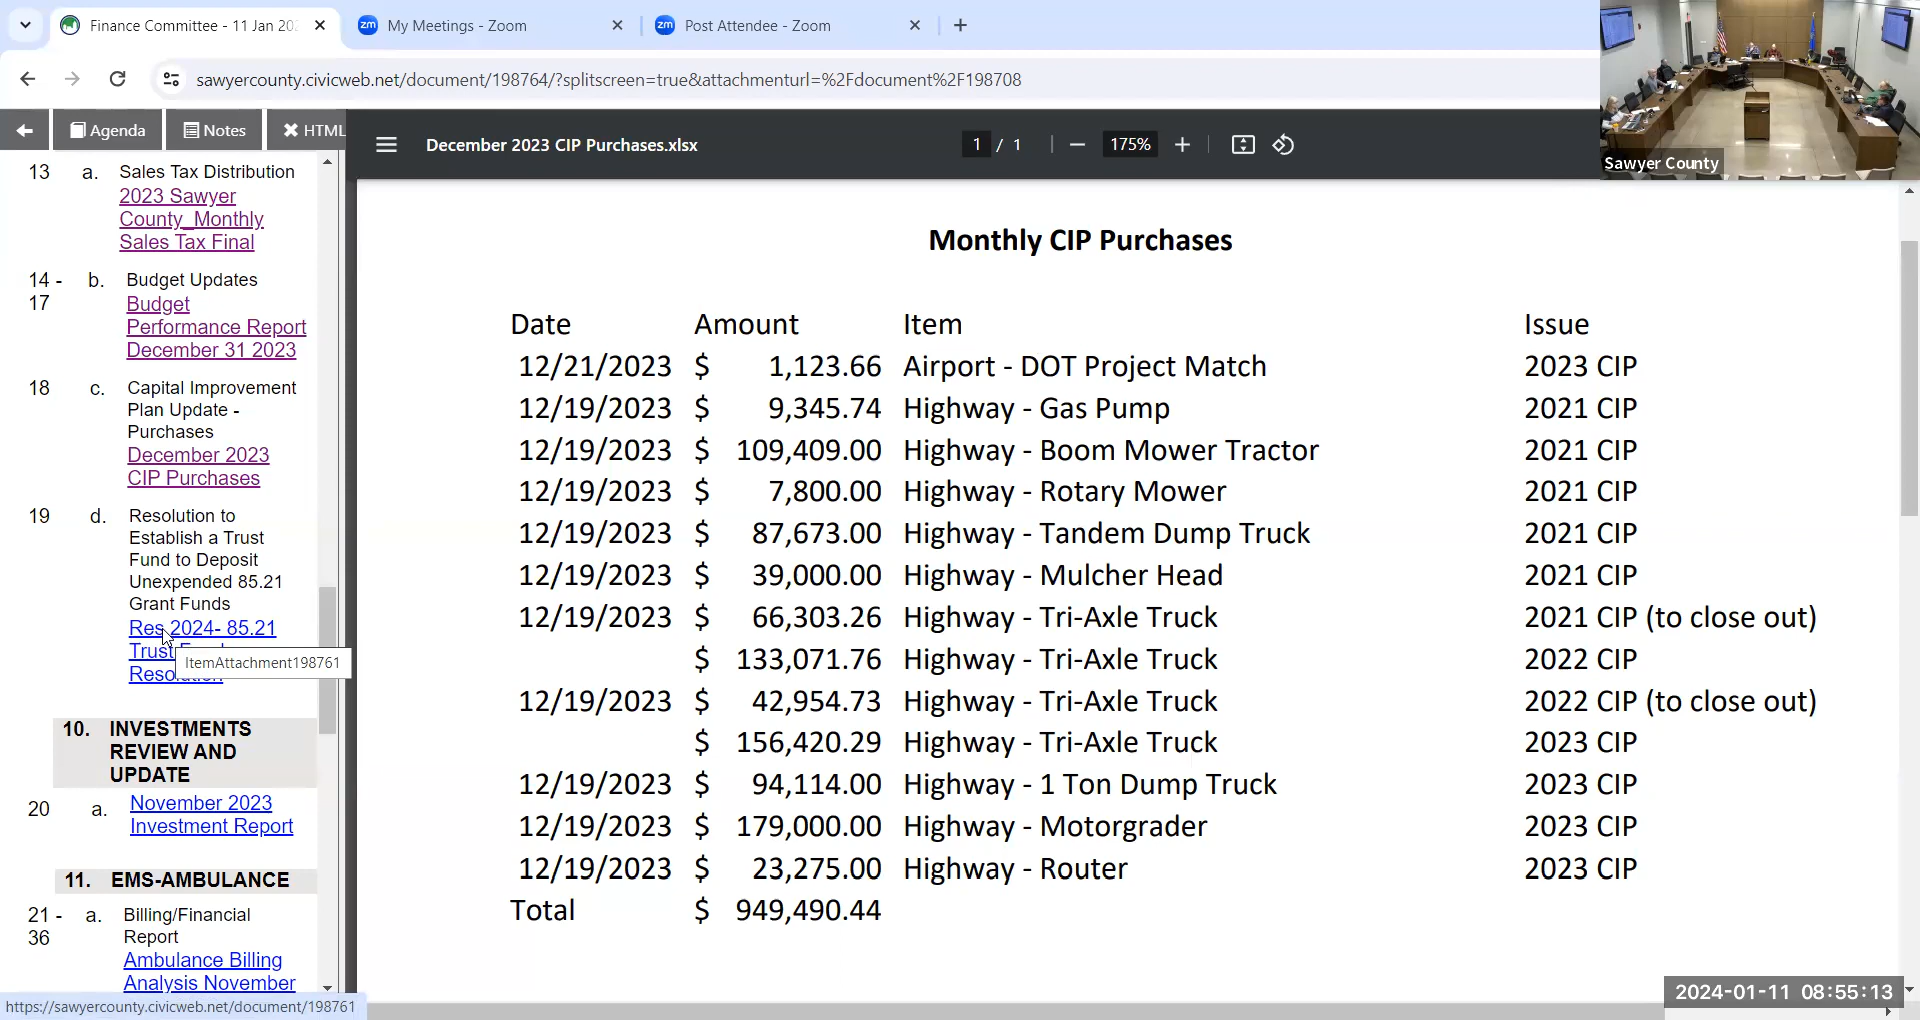 Finance Committee - 11 Jan 202
My Meetings - Zoom
Post Attendee - Zoom
sawyercounty.civicweb.net/document/198764/?splitscreen=true&attachmenturl=%2Fdocument%2F198708
Agenda
Notes
HTML
December 2023 CIP Purchases.xlsx
1 / 1
175%
Sawyer County
13 a. Sales Tax Distribution
2023 Sawyer
County_Monthly
Sales Tax Final
14 - b. Budget Updates
17 Budget
Performance Report
December 31 2023
18 c. Capital Improvement
Plan Update -
Purchases
December 2023
CIP Purchases
19 d. Resolution to
Establish a Trust
Fund to Deposit
Unexpended 85.21
Grant Funds
Res 2024- 85.21
Trust
ItemAttachment198761
10. INVESTMENTS
REVIEW AND
UPDATE
20 a. November 2023
Investment Report
11. EMS-AMBULANCE
21 - a. Billing/Financial
36 Report
Ambulance Billing
Analysis November
https://sawyercounty.civicweb.net/document/198761
Monthly CIP Purchases
Date Amount Item Issue
12/21/2023 $ 1,123.66 Airport - DOT Project Match 2023 CIP
12/19/2023 $ 9,345.74 Highway - Gas Pump 2021 CIP
12/19/2023 $ 109,409.00 Highway - Boom Mower Tractor 2021 CIP
12/19/2023 $ 7,800.00 Highway - Rotary Mower 2021 CIP
12/19/2023 $ 87,673.00 Highway - Tandem Dump Truck 2021 CIP
12/19/2023 $ 39,000.00 Highway - Mulcher Head 2021 CIP
12/19/2023 $ 66,303.26 Highway - Tri-Axle Truck 2021 CIP (to close out)
$ 133,071.76 Highway - Tri-Axle Truck 2022 CIP
12/19/2023 $ 42,954.73 Highway - Tri-Axle Truck 2022 CIP (to close out)
$ 156,420.29 Highway - Tri-Axle Truck 2023 CIP
12/19/2023 $ 94,114.00 Highway - 1 Ton Dump Truck 2023 CIP
12/19/2023 $ 179,000.00 Highway - Motorgrader 2023 CIP
12/19/2023 $ 23,275.00 Highway - Router 2023 CIP
Total $ 949,490.44
2024-01-11 08:55:13